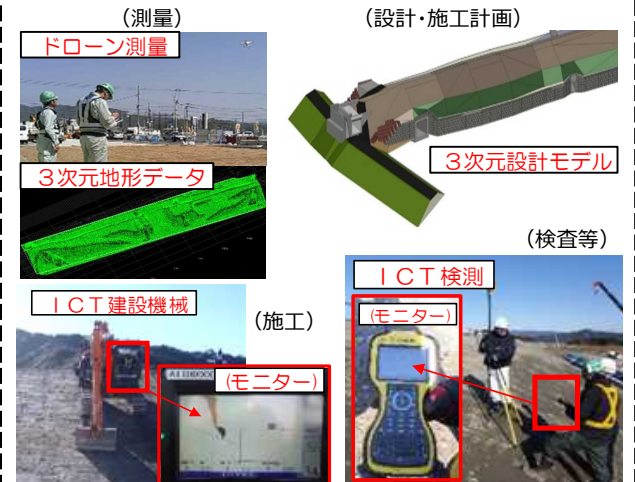 （測量）
ドローン測量
３次元地形データ
（設計・施工計画）
３次元設計モデル
（施工）
ＩＣＴ建設機械
（モニター）
（検査等）
ＩＣＴ検測
（モニター）